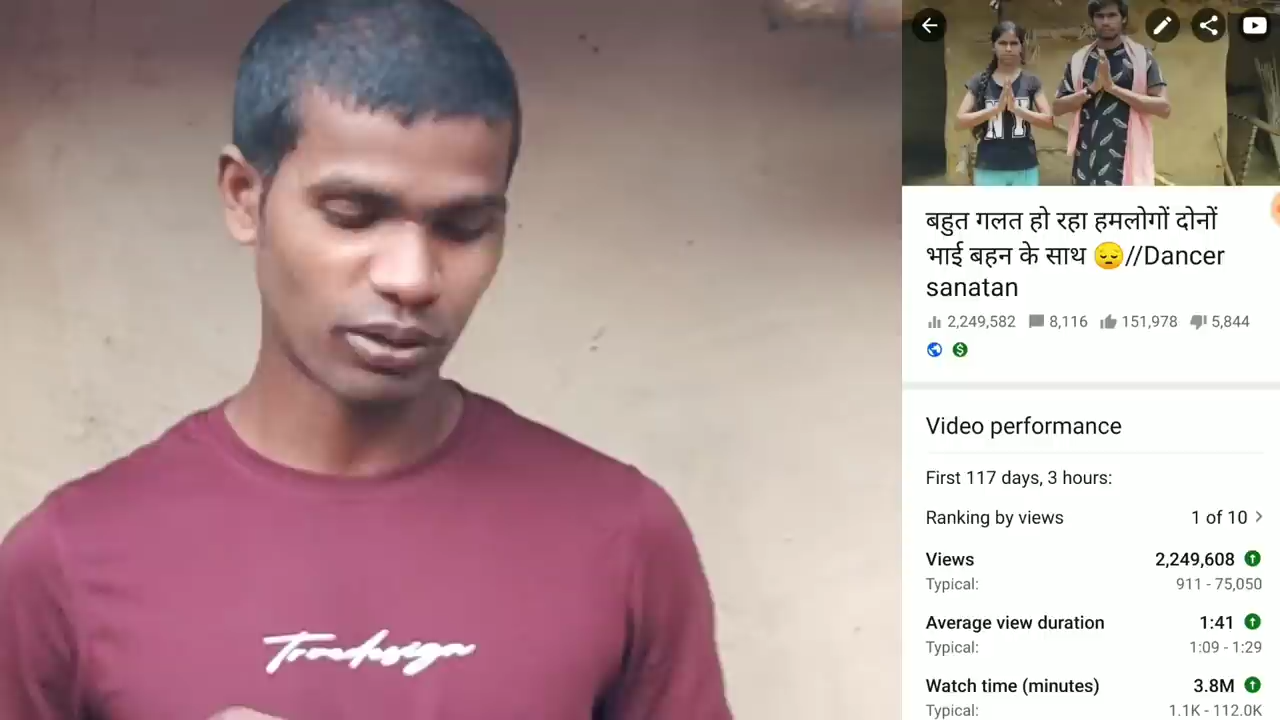 NY
बहुत गलत हो रहा हमलोगों दोनों
भाई बहन के साथ 😔//Dancer
sanatan
2,249,582 8,116 151,978 5,844
Video performance
First 117 days, 3 hours:
Ranking by views 1 of 10
Views 2,249,608
Typical: 911 - 75,050
Average view duration 1:41
Typical: 1:09 - 1:29
Watch time (minutes) 3.8M
Typical: 1.1K - 112.0K